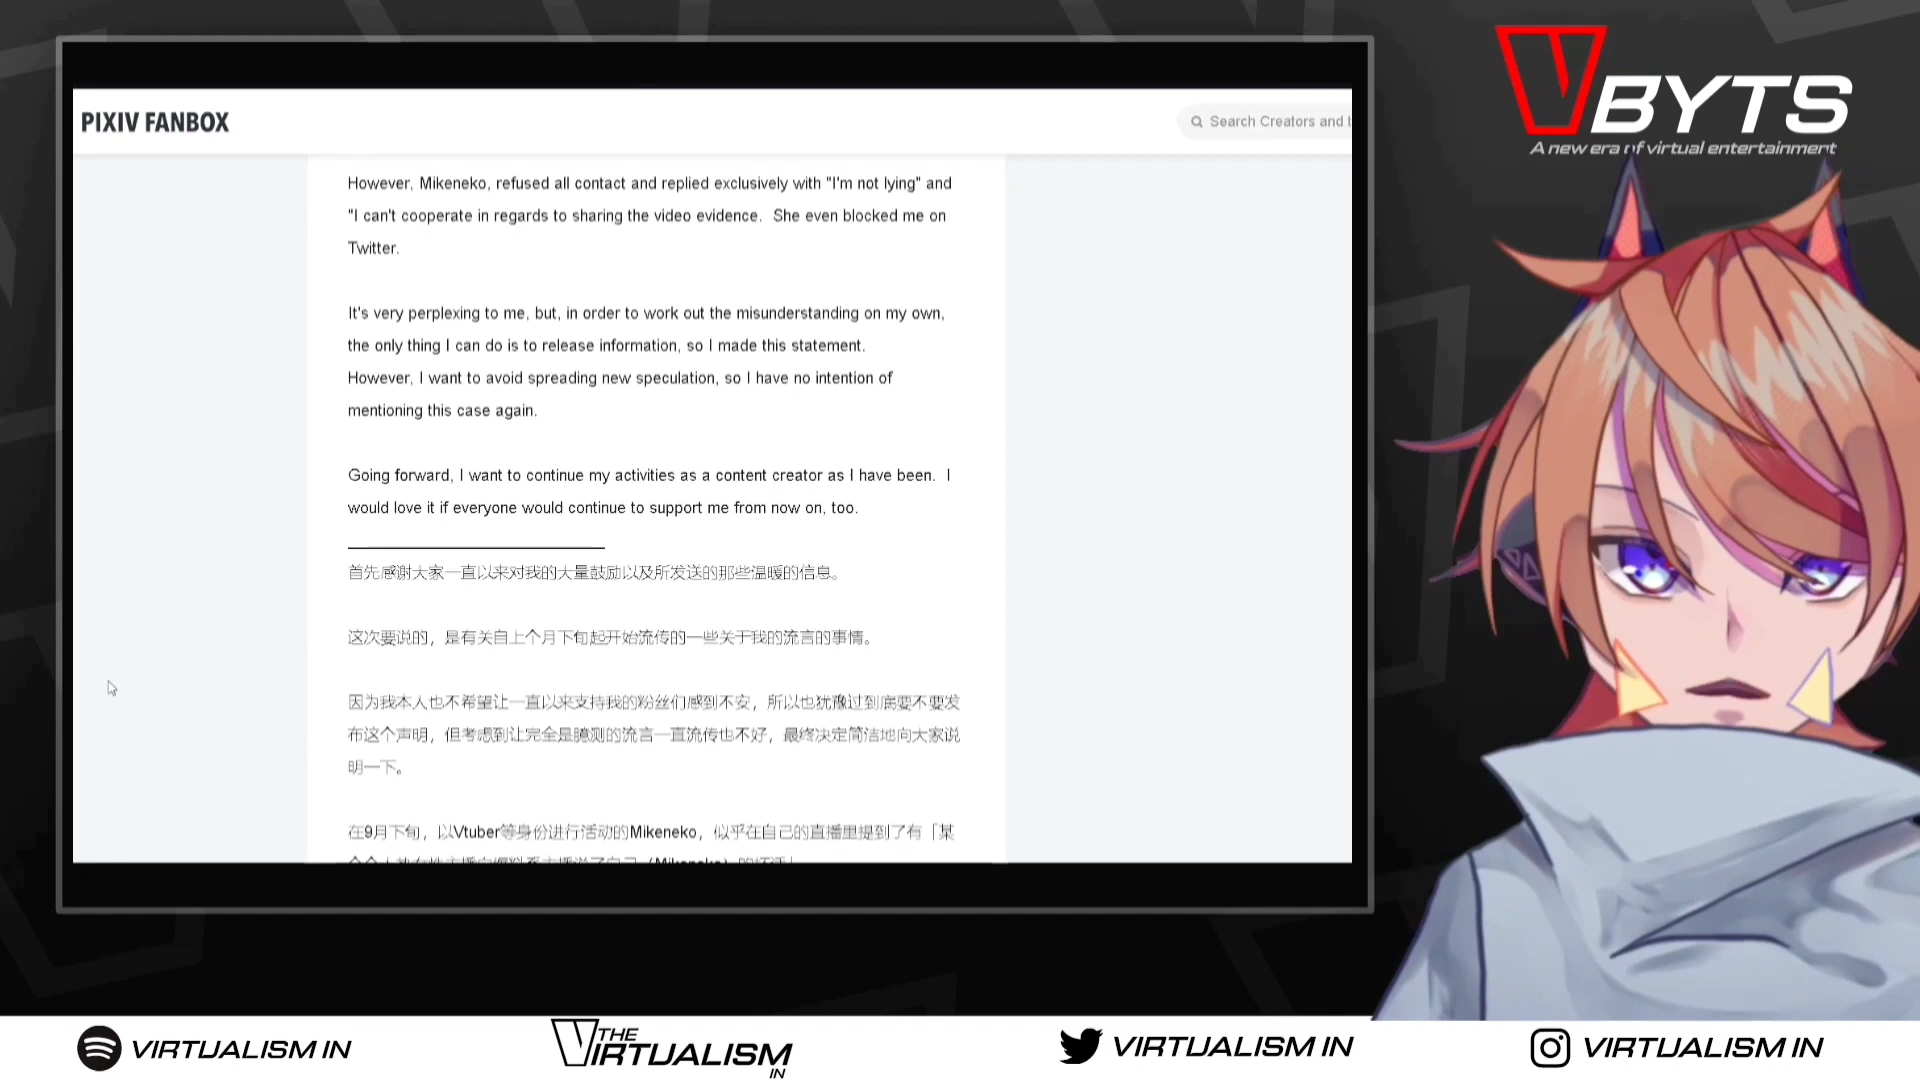 PIXIV FANBOX
Search Creators and t
However, Mikeneko, refused all contact and replied exclusively with "I'm not lying" and
"I can't cooperate in regards to sharing the video evidence.  She even blocked me on
Twitter.
It's very perplexing to me, but, in order to work out the misunderstanding on my own,
the only thing I can do is to release information, so I made this statement.
However, I want to avoid spreading new speculation, so I have no intention of
mentioning this case again.
Going forward, I want to continue my activities as a content creator as I have been.  I
would love it if everyone would continue to support me from now on, too.
首先感谢大家一直以来对我的大量鼓励以及所发送的那些温暖的信息。
这次要说的，是有关自上个月下旬起开始流传的一些关于我的流言的事情。
因为我本人也不希望让一直以来支持我的粉丝们感到不安，所以也犹豫过到底要不要发
布这个声明，但考虑到让完全是臆测的流言一直流传也不好，最终决定简洁地向大家说
明一下。
在9月下旬，以Vtuber等身份进行活动的Mikeneko，似乎在自己的直播里提到了有「某
VBYTS
A new era of virtual entertainment
VIRTUALISM IN
THE VIRTUALISM IN
VIRTUALISM IN
VIRTUALISM IN